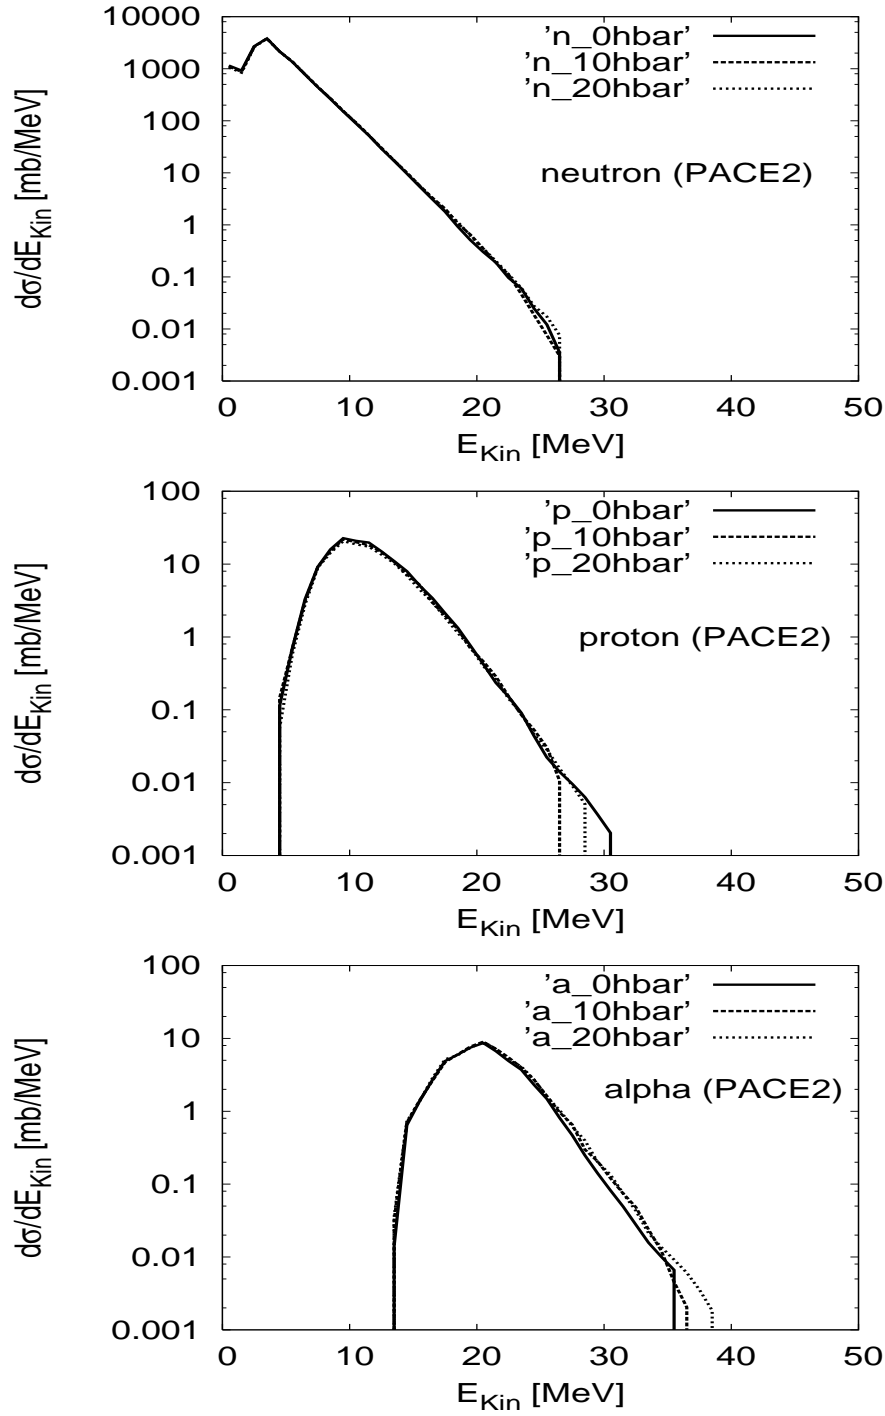 10000
1000
100
10
1
0.1
0.01
0.001
dσ/dE_Kin [mb/MeV]
'n_0hbar'
'n_10hbar'
'n_20hbar'
neutron (PACE2)
0 10 20 30 40 50
E_Kin [MeV]
100
10
1
0.1
0.01
0.001
dσ/dE_Kin [mb/MeV]
'p_0hbar'
'p_10hbar'
'p_20hbar'
proton (PACE2)
0 10 20 30 40 50
E_Kin [MeV]
100
10
1
0.1
0.01
0.001
dσ/dE_Kin [mb/MeV]
'a_0hbar'
'a_10hbar'
'a_20hbar'
alpha (PACE2)
0 10 20 30 40 50
E_Kin [MeV]